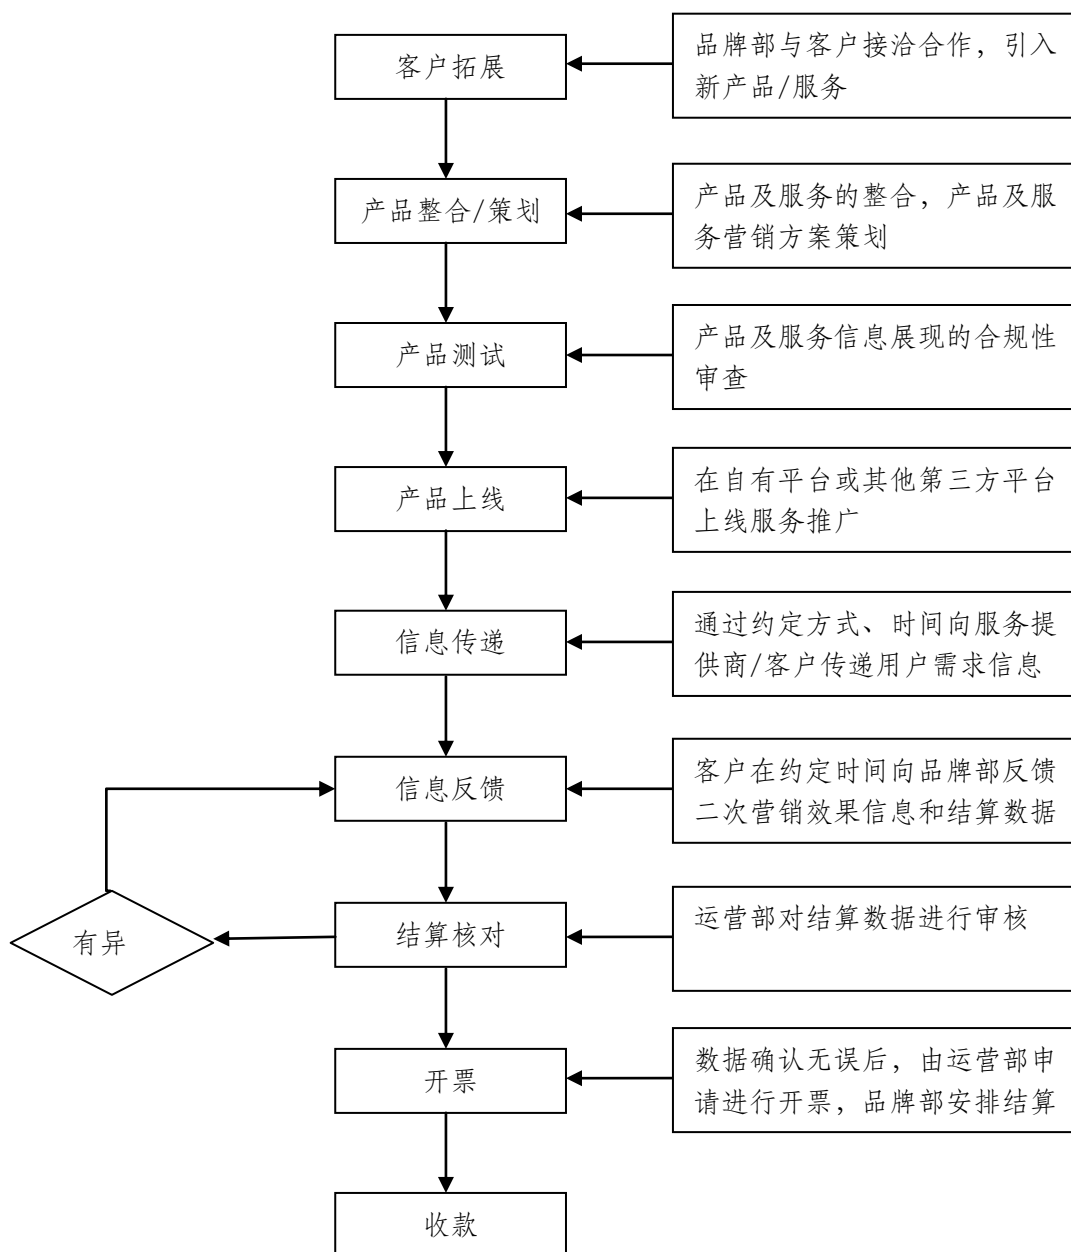 客户拓展
品牌部与客户接洽合作，引入
新产品/服务
产品整合/策划
产品及服务的整合，产品及服
务营销方案策划
产品测试
产品及服务信息展现的合规性
审查
产品上线
在自有平台或其他第三方平台
上线服务推广
信息传递
通过约定方式、时间向服务提
供商/客户传递用户需求信息
信息反馈
客户在约定时间向品牌部反馈
二次营销效果信息和结算数据
有异
结算核对
运营部对结算数据进行审核
开票
数据确认无误后，由运营部申
请进行开票，品牌部安排结算
收款